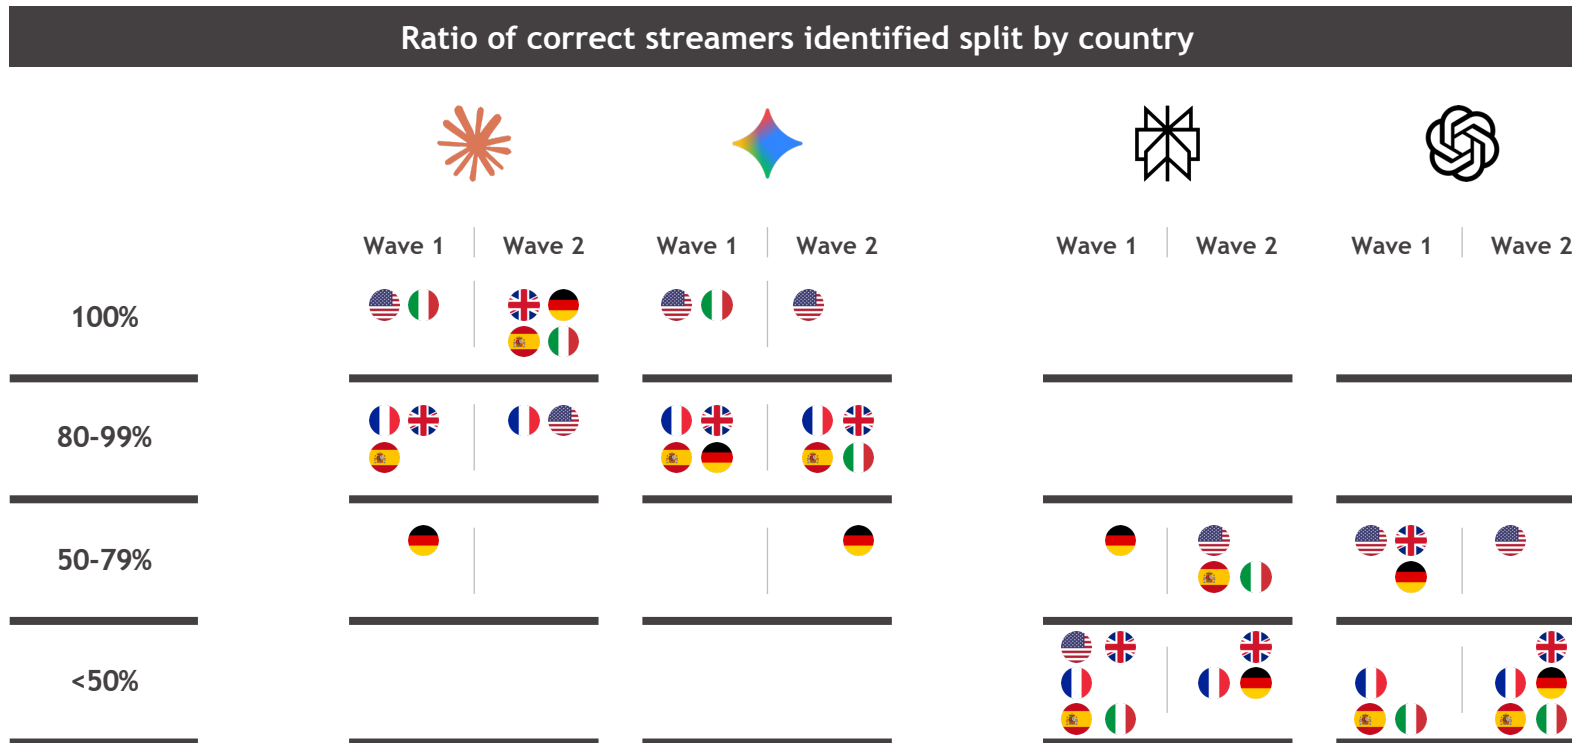 Ratio of correct streamers identified split by country
Wave 1 Wave 2 Wave 1 Wave 2 Wave 1 Wave 2 Wave 1 Wave 2
100%
80-99%
50-79%
<50%